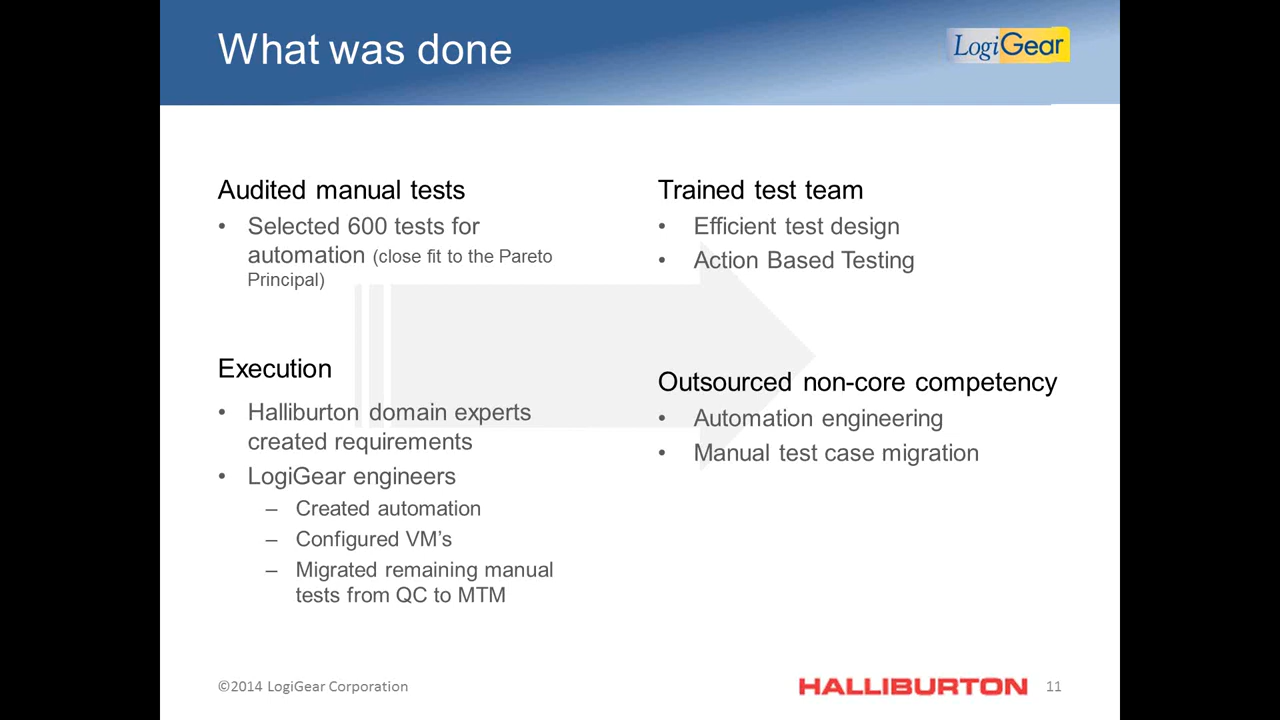 What was done
LogiGear
Audited manual tests
• Selected 600 tests for
automation (close fit to the Pareto
Principal)
Execution
• Halliburton domain experts
created requirements
• LogiGear engineers
– Created automation
– Configured VM’s
– Migrated remaining manual
tests from QC to MTM
Trained test team
• Efficient test design
• Action Based Testing
Outsourced non-core competency
• Automation engineering
• Manual test case migration
©2014 LogiGear Corporation
HALLIBURTON
11